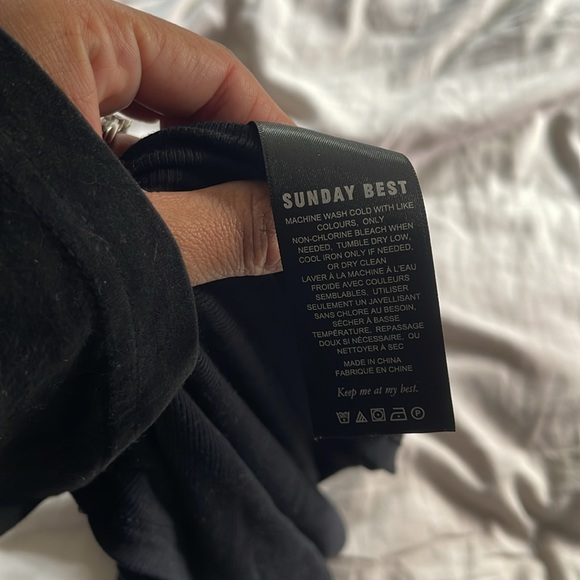 SUNDAY BEST
MACHINE WASH COLD WITH LIKE
COLOURS, ONLY
NON-CHLORINE BLEACH WHEN
NEEDED, TUMBLE DRY LOW,
COOL IRON ONLY IF NEEDED,
OR DRY CLEAN
LAVER À LA MACHINE À L'EAU
FROIDE AVEC COULEURS
SEMBLABLES, UTILISER
SEULEMENT UN JAVELLISANT
SANS CHLORE AU BESOIN,
SÉCHER À BASSE
TEMPÉRATURE, REPASSAGE
DOUX SI NÉCESSAIRE, OU
NETTOYER À SEC
MADE IN CHINA
FABRIQUÉ EN CHINE
Keep me at my best.
P